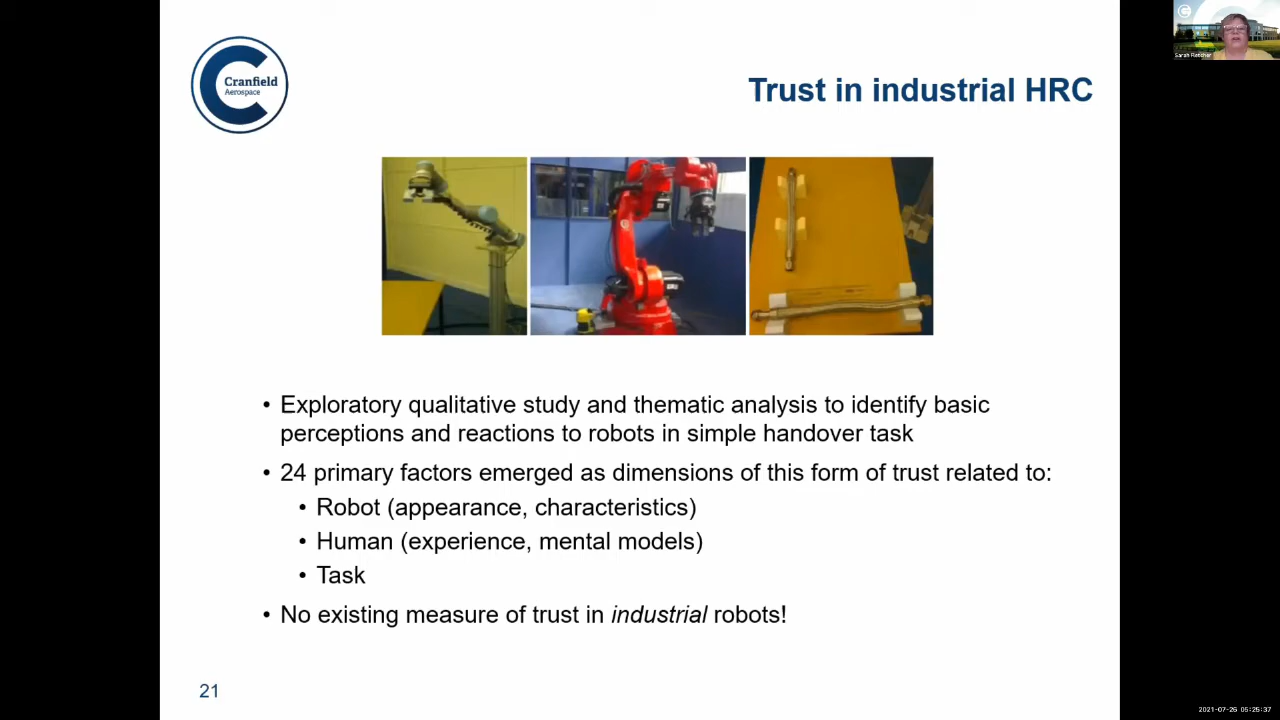 Cranfield
Aerospace
Trust in industrial HRC
• Exploratory qualitative study and thematic analysis to identify basic
perceptions and reactions to robots in simple handover task
• 24 primary factors emerged as dimensions of this form of trust related to:
• Robot (appearance, characteristics)
• Human (experience, mental models)
• Task
• No existing measure of trust in industrial robots!
21
Sarah Fletcher
2021-07-26 05:25:37